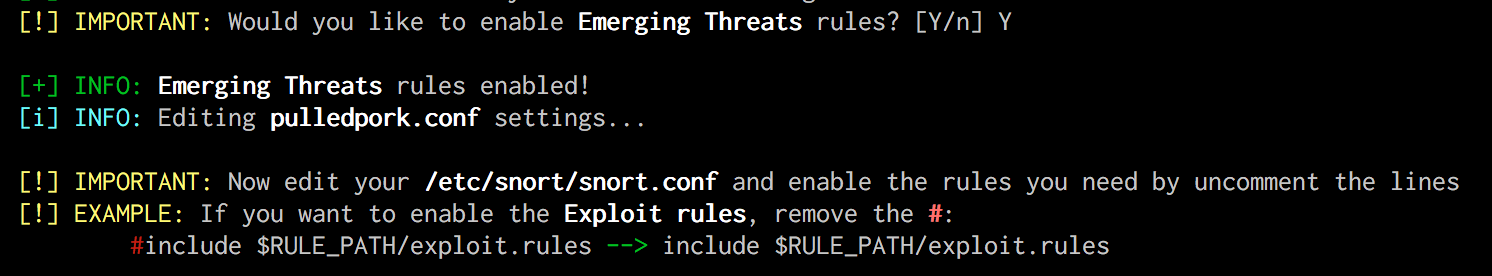 [!] IMPORTANT: Would you like to enable Emerging Threats rules? [Y/n] Y
[+] INFO: Emerging Threats rules enabled!
[i] INFO: Editing pulledpork.conf settings...
[!] IMPORTANT: Now edit your /etc/snort/snort.conf and enable the rules you need by uncomment the lines
[!] EXAMPLE: If you want to enable the Exploit rules, remove the #:
#include $RULE_PATH/exploit.rules --> include $RULE_PATH/exploit.rules